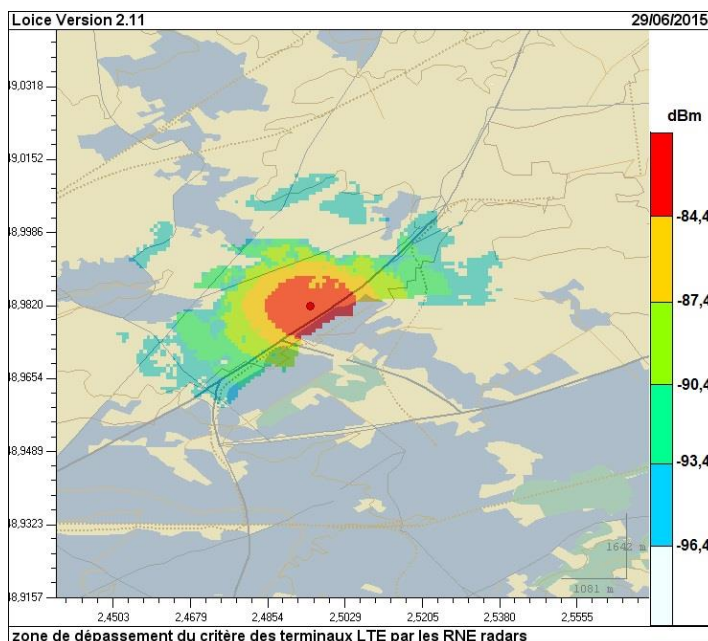 Loice Version 2.11 29/06/2015
dBm
-84,4
-87,4
-90,4
-93,4
-96,4
9,0318
9,0152
8,9986
8,9820
8,9654
8,9489
8,9323
8,9157
1642 m
1081 m
2,4503 2,4679 2,4854 2,5029 2,5205 2,5380 2,5555
zone de dépassement du critère des terminaux LTE par les RNE radars